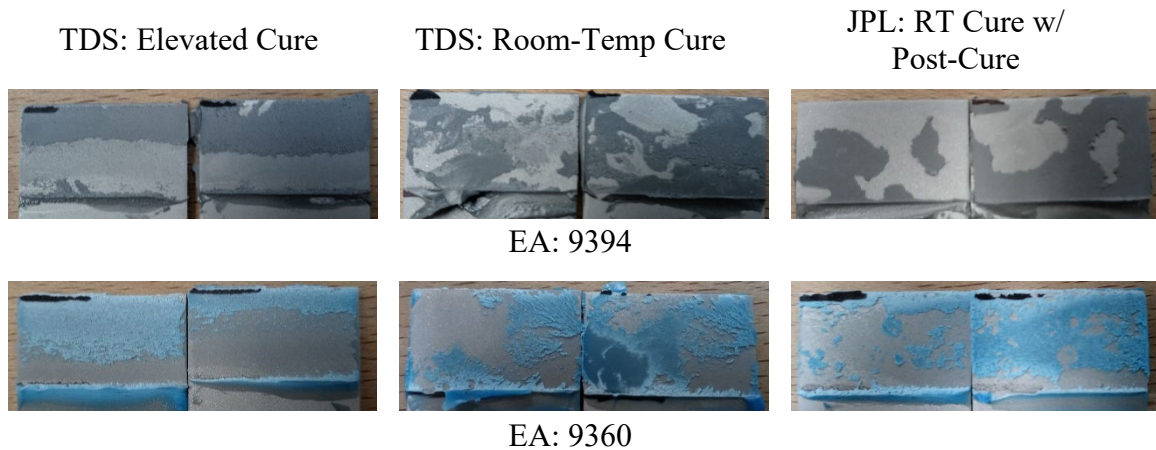 TDS: Elevated Cure
TDS: Room-Temp Cure
JPL: RT Cure w/
Post-Cure
EA: 9394
EA: 9360